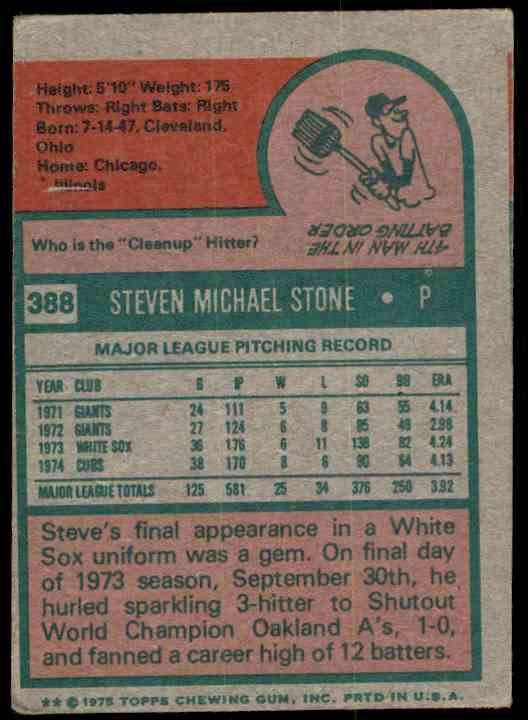 Height: 5'10" Weight: 175
Throws: Right Bats: Right
Born: 7-14-47, Cleveland,
Ohio
Home: Chicago,
Illinois
Who is the "Cleanup" Hitter?
4TH MAN IN THE
BATTING ORDER
388 STEVEN MICHAEL STONE • P
MAJOR LEAGUE PITCHING RECORD
YEAR CLUB G IP W L SO BB ERA
1971 GIANTS 24 111 5 9 63 55 4.14
1972 GIANTS 27 124 6 8 85 49 2.98
1973 WHITE SOX 36 176 6 11 138 82 4.24
1974 CUBS 38 170 8 6 90 64 4.13
MAJOR LEAGUE TOTALS 125 581 25 34 376 250 3.92
Steve's final appearance in a White
Sox uniform was a gem. On final day
of 1973 season, September 30th, he
hurled sparkling 3-hitter to Shutout
World Champion Oakland A's, 1-0,
and fanned a career high of 12 batters.
** © 1975 TOPPS CHEWING GUM, INC. PRTD IN U.S.A.